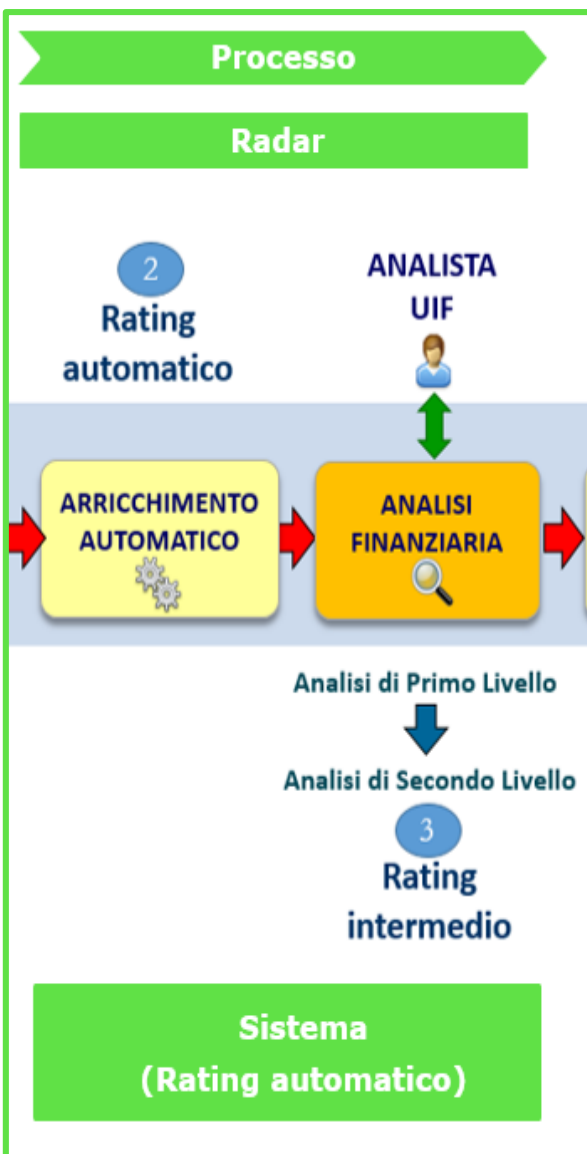 Processo
Radar
2
Rating
automatico
ANALISTA
UIF
ARRICCHIMENTO
AUTOMATICO
ANALISI
FINANZIARIA
Analisi di Primo Livello
Analisi di Secondo Livello
3
Rating
intermedio
Sistema
(Rating automatico)